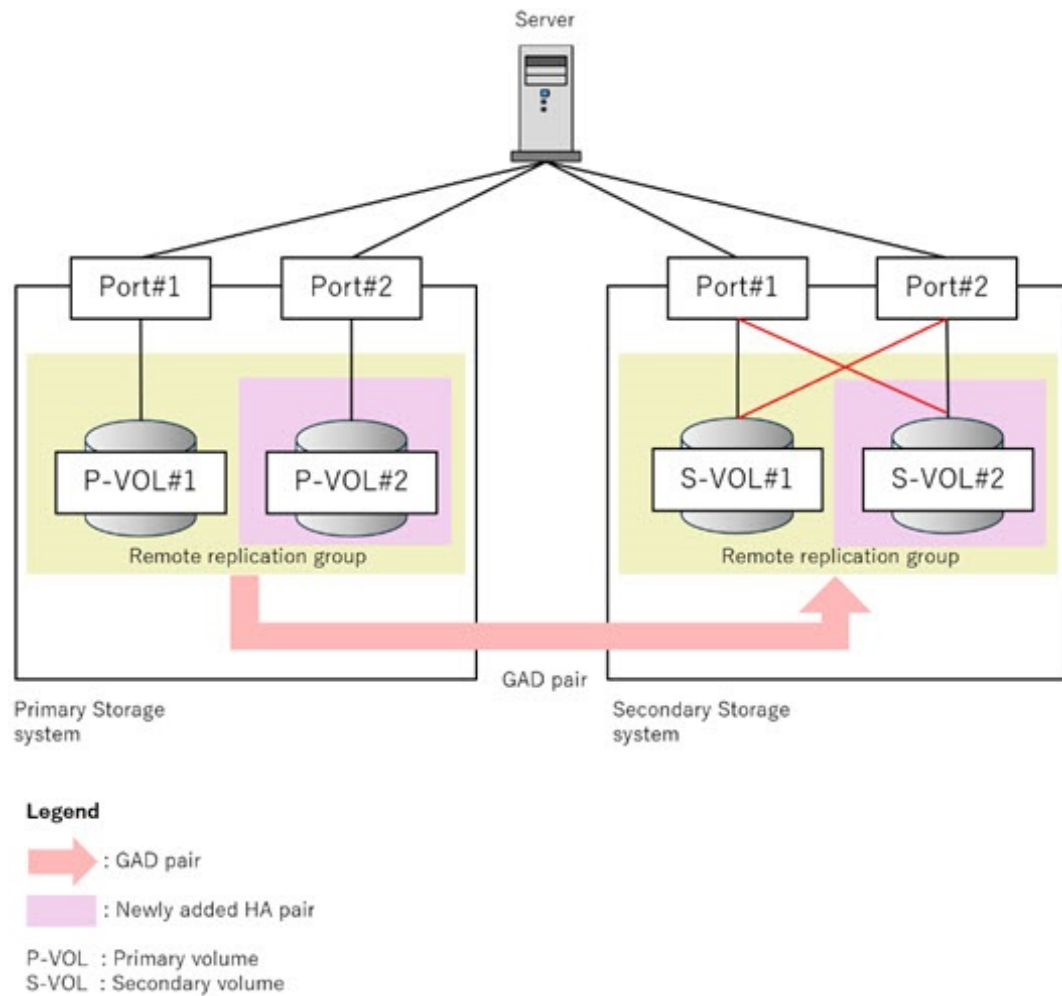 Server
Port#1
Port#2
Port#1
Port#2
P-VOL#1
P-VOL#2
S-VOL#1
S-VOL#2
Remote replication group
Remote replication group
GAD pair
Primary Storage
system
Secondary Storage
system
Legend
: GAD pair
: Newly added HA pair
P-VOL : Primary volume
S-VOL : Secondary volume